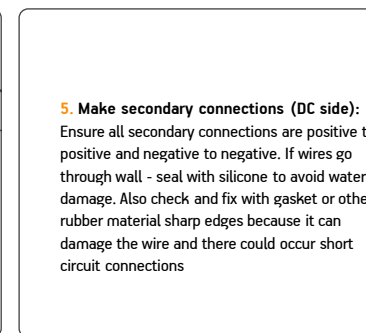 5. Make secondary connections (DC side):
Ensure all secondary connections are positive
positive and negative to negative. If wires go
through wall - seal with silicone to avoid water
damage. Also check and fix with gasket or
rubber material sharp edges because it can
damage the wire and there could occur short
circuit connections